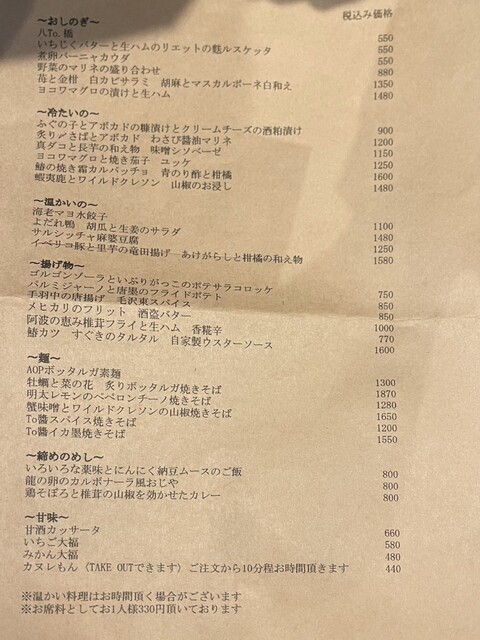 税込み価格
～おしのぎ～
八To.橋 550
いちじくバターと生ハムのリエットの麩ルスケッタ 550
煮卵バーニャカウダ 550
野菜のマリネの盛り合わせ 880
苺と金柑 白カビサラミ 胡麻とマスカルポーネ白和え 1350
ヨコワマグロの漬けと生ハム 1480
～冷たいの～
ふぐの子とアボカドの糠漬けとクリームチーズの酒粕漬け 900
炙り〆さばとアボカド わさび醤油マリネ 1200
真ダコと長芋の和え物 味噌シソベーゼ 1150
ヨコワマグロと焼き茄子 ユッケ 1250
鰆の焼き霜カルパッチョ 青のり酢と柑橘 1600
蝦夷鹿とワイルドクレソン 山椒のお浸し 1480
～温かいの～
海老マヨ水餃子 1100
よだれ鴨 胡瓜と生姜のサラダ 1480
サルシッチャ麻婆豆腐 1250
イベリコ豚と里芋の竜田揚げ あけがらしと柑橘の和え物 1580
～揚げ物～
ゴルゴンゾーラといぶりがっこのポテサラコロッケ 750
パルミジャーノと唐墨のフライドポテト 850
手羽中の唐揚げ 毛沢東スパイス 850
メヒカリのフリット 酒盗バター 1000
阿波の恵み椎茸フライと生ハム 香糀辛 770
鰆カツ すぐきのタルタル 自家製ウスターソース 1600
～麺～
AOPボッタルガ素麺 1300
牡蠣と菜の花 炙りボッタルガ焼きそば 1870
明太レモンのペペロンチーノ焼きそば 1280
蟹味噌とワイルドクレソンの山椒焼きそば 1650
To醬スパイス焼きそば 1200
To醬イカ墨焼きそば 1550
～締めのめし～
いろいろな薬味とにんにく納豆ムースのご飯 800
龍の卵のカルボナーラ風おじや 800
鶏そぼろと椎茸の山椒を効かせたカレー 800
～甘味～
甘酒カッサータ 660
いちご大福 580
みかん大福 480
カヌレもん（TAKE OUTできます）ご注文から10分程お時間頂きます 440
※温かい料理はお時間頂く場合がございます
※お席料としてお1人様330円頂いております